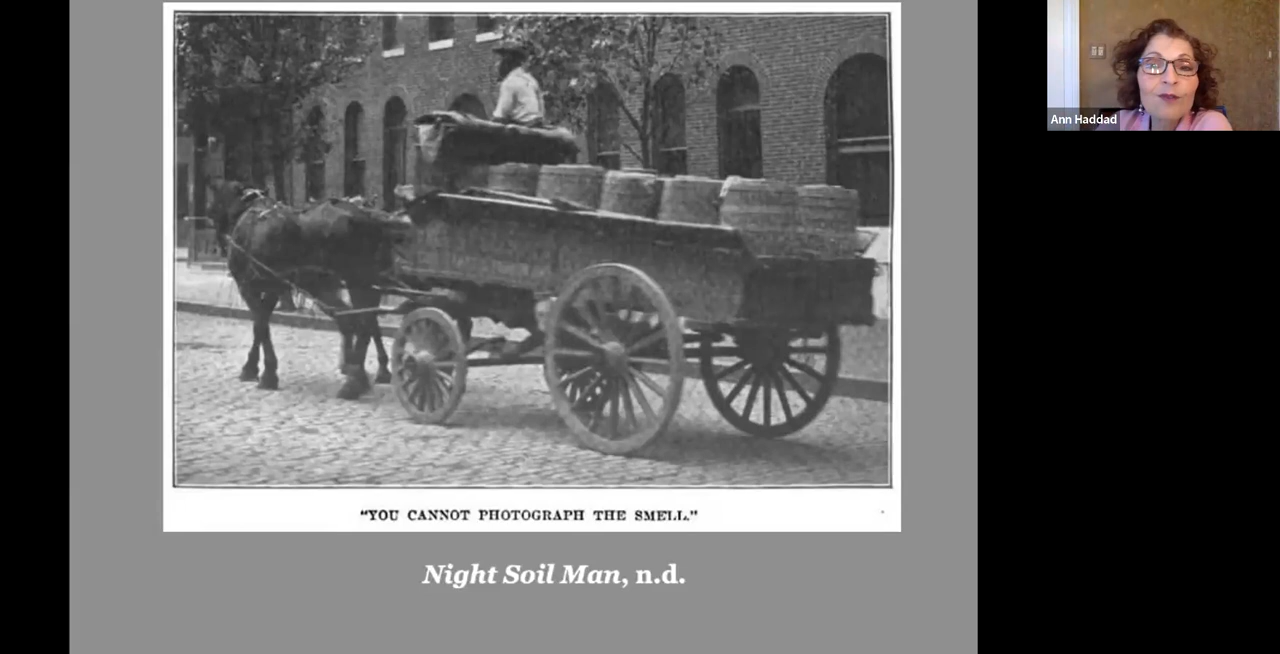 "YOU CANNOT PHOTOGRAPH THE SMELL."
Night Soil Man, n.d.
Ann Haddad